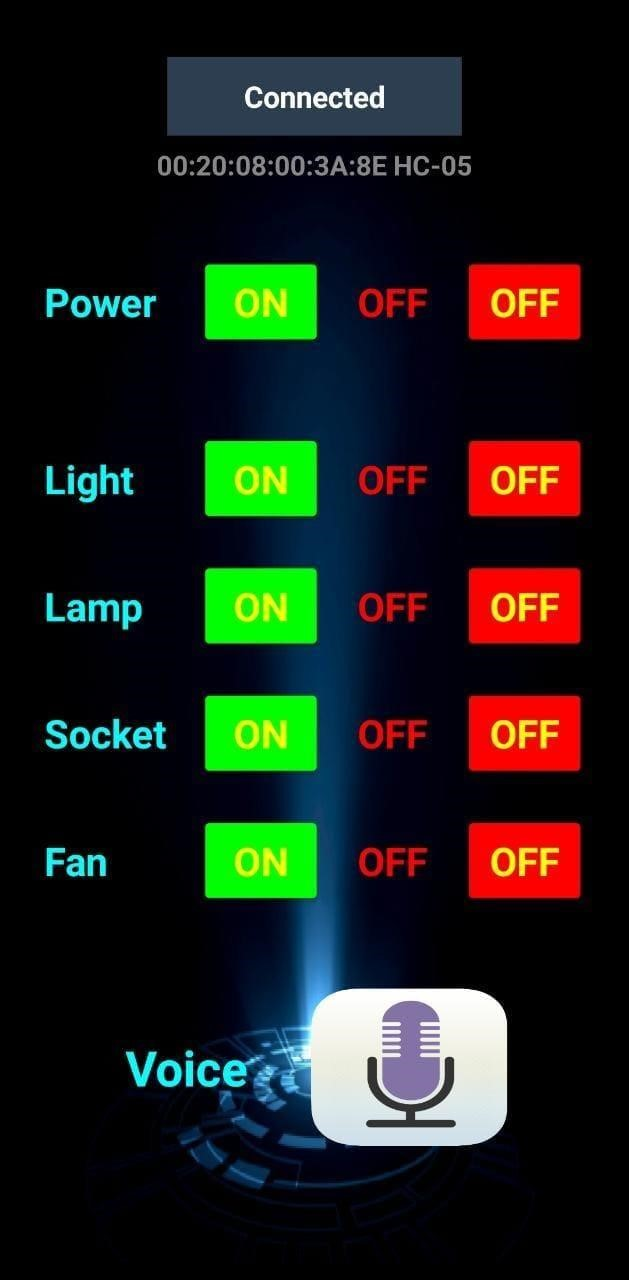 Connected
00:20:08:00:3A:8E HC-05
Power ON OFF OFF
Light ON OFF OFF
Lamp ON OFF OFF
Socket ON OFF OFF
Fan ON OFF OFF
Voice